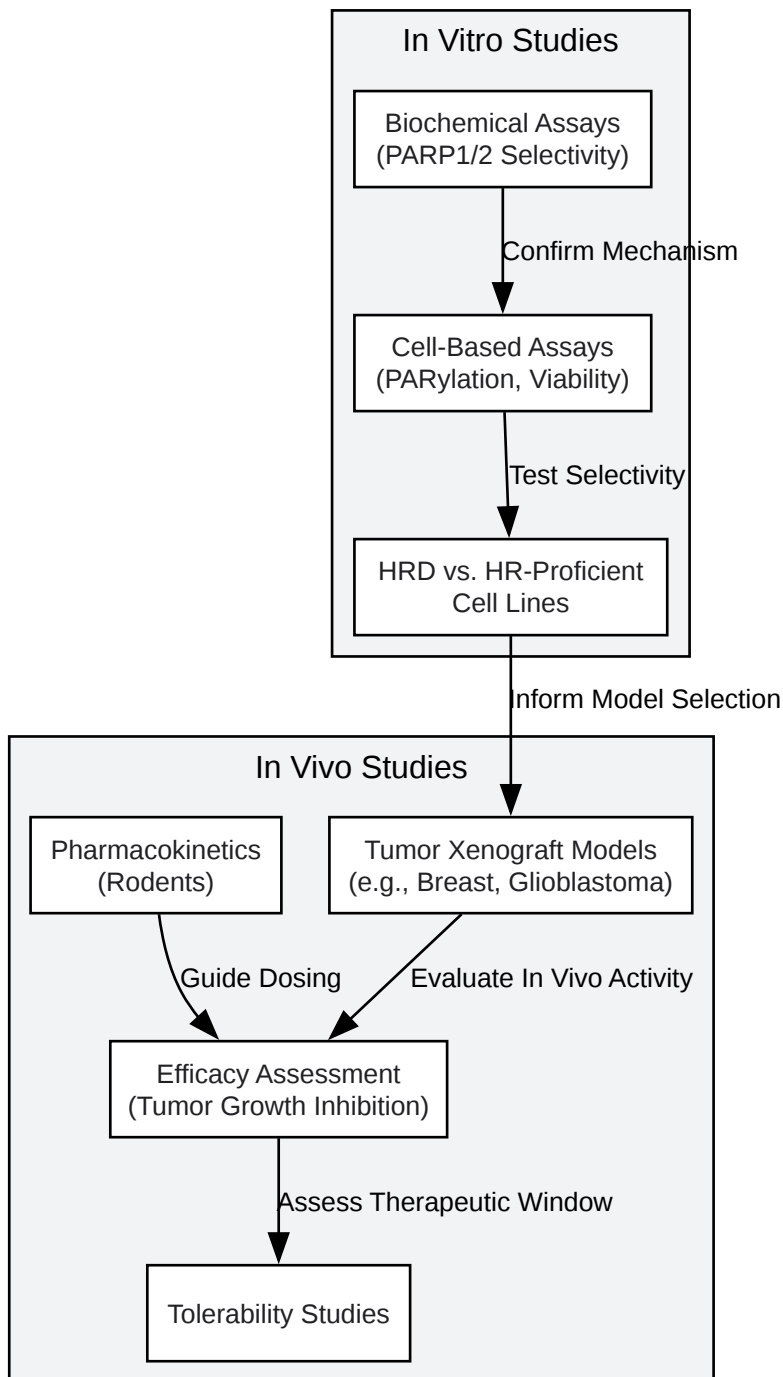 In Vitro Studies
Biochemical Assays
(PARP1/2 Selectivity)
Confirm Mechanism
Cell-Based Assays
(PARylation, Viability)
Test Selectivity
HRD vs. HR-Proficient
Cell Lines
Inform Model Selection
In Vivo Studies
Pharmacokinetics
(Rodents)
Tumor Xenograft Models
(e.g., Breast, Glioblastoma)
Guide Dosing
Evaluate In Vivo Activity
Efficacy Assessment
(Tumor Growth Inhibition)
Assess Therapeutic Window
Tolerability Studies